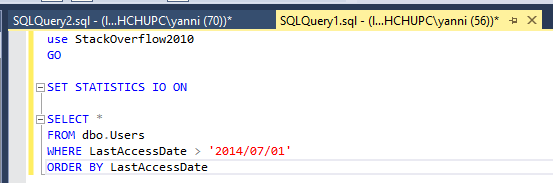 SQLQuery2.sql - (l...HCHUPC\yanni (70))*
SQLQuery1.sql - (l...HCHUPC\yanni (56))*
use StackOverflow2010
GO
SET STATISTICS IO ON
SELECT *
FROM dbo.Users
WHERE LastAccessDate > '2014/07/01'
ORDER BY LastAccessDate